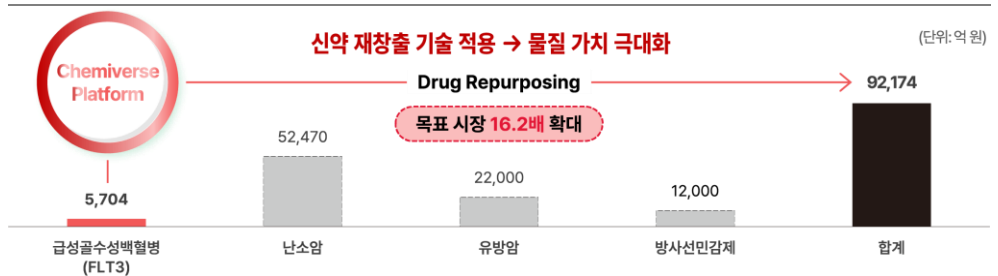 신약 재창출 기술 적용 → 물질 가치 극대화
(단위: 억 원)
Chemiverse
Platform
Drug Repurposing
92,174
목표 시장 16.2배 확대
52,470
22,000
12,000
5,704
급성골수성백혈병
(FLT3)
난소암
유방암
방사선민감제
합계